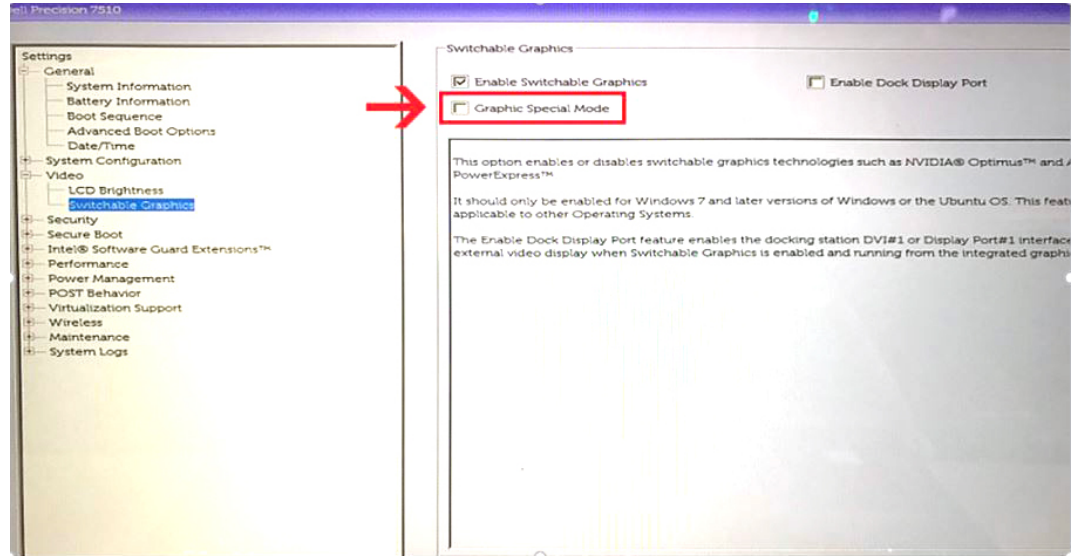 ell Precision 7510
Settings
General
System Information
Battery Information
Boot Sequence
Advanced Boot Options
Date/Time
System Configuration
Video
LCD Brightness
Switchable Graphics
Security
Secure Boot
Intel® Software Guard Extensions™
Performance
Power Management
POST Behavior
Virtualization Support
Wireless
Maintenance
System Logs
Switchable Graphics
Enable Switchable Graphics
Enable Dock Display Port
Graphic Special Mode
This option enables or disables switchable graphics technologies such as NVIDIA® Optimus™ and A
PowerExpress™
It should only be enabled for Windows 7 and later versions of Windows or the Ubuntu OS. This feat
applicable to other Operating Systems.
The Enable Dock Display Port feature enables the docking station DVI#1 or Display Port#1 interface
external video display when Switchable Graphics is enabled and running from the integrated graphi